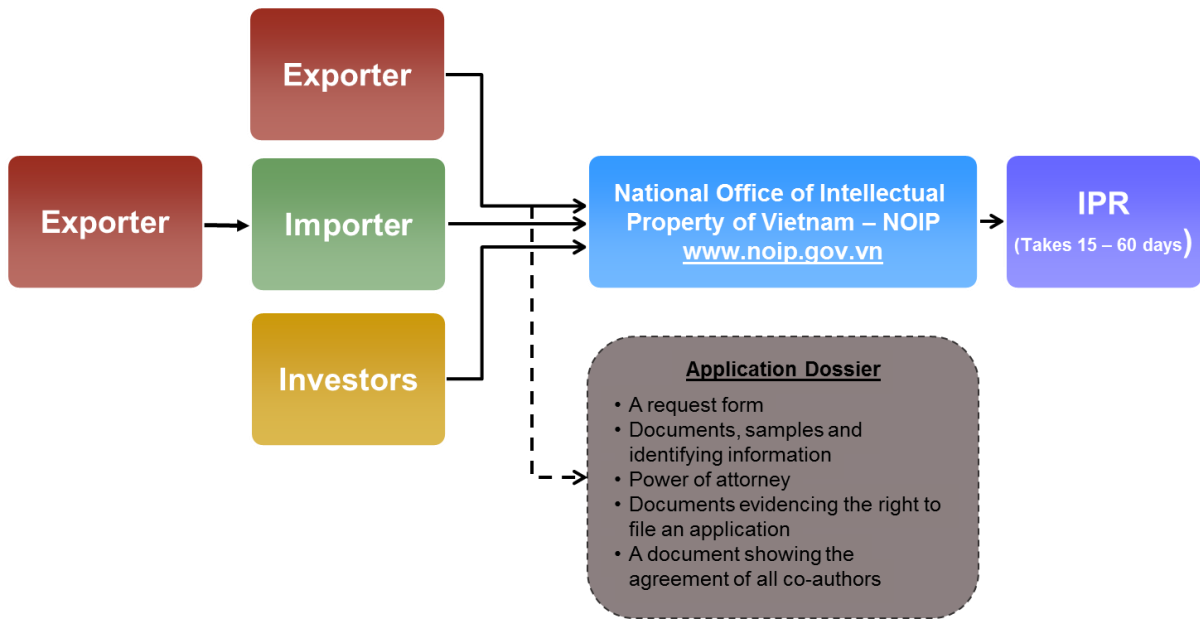 Exporter
Exporter
Importer
Investors
National Office of Intellectual
Property of Vietnam – NOIP
www.noip.gov.vn
IPR
(Takes 15 – 60 days)
Application Dossier
• A request form
• Documents, samples and
identifying information
• Power of attorney
• Documents evidencing the right to
file an application
• A document showing the
agreement of all co-authors